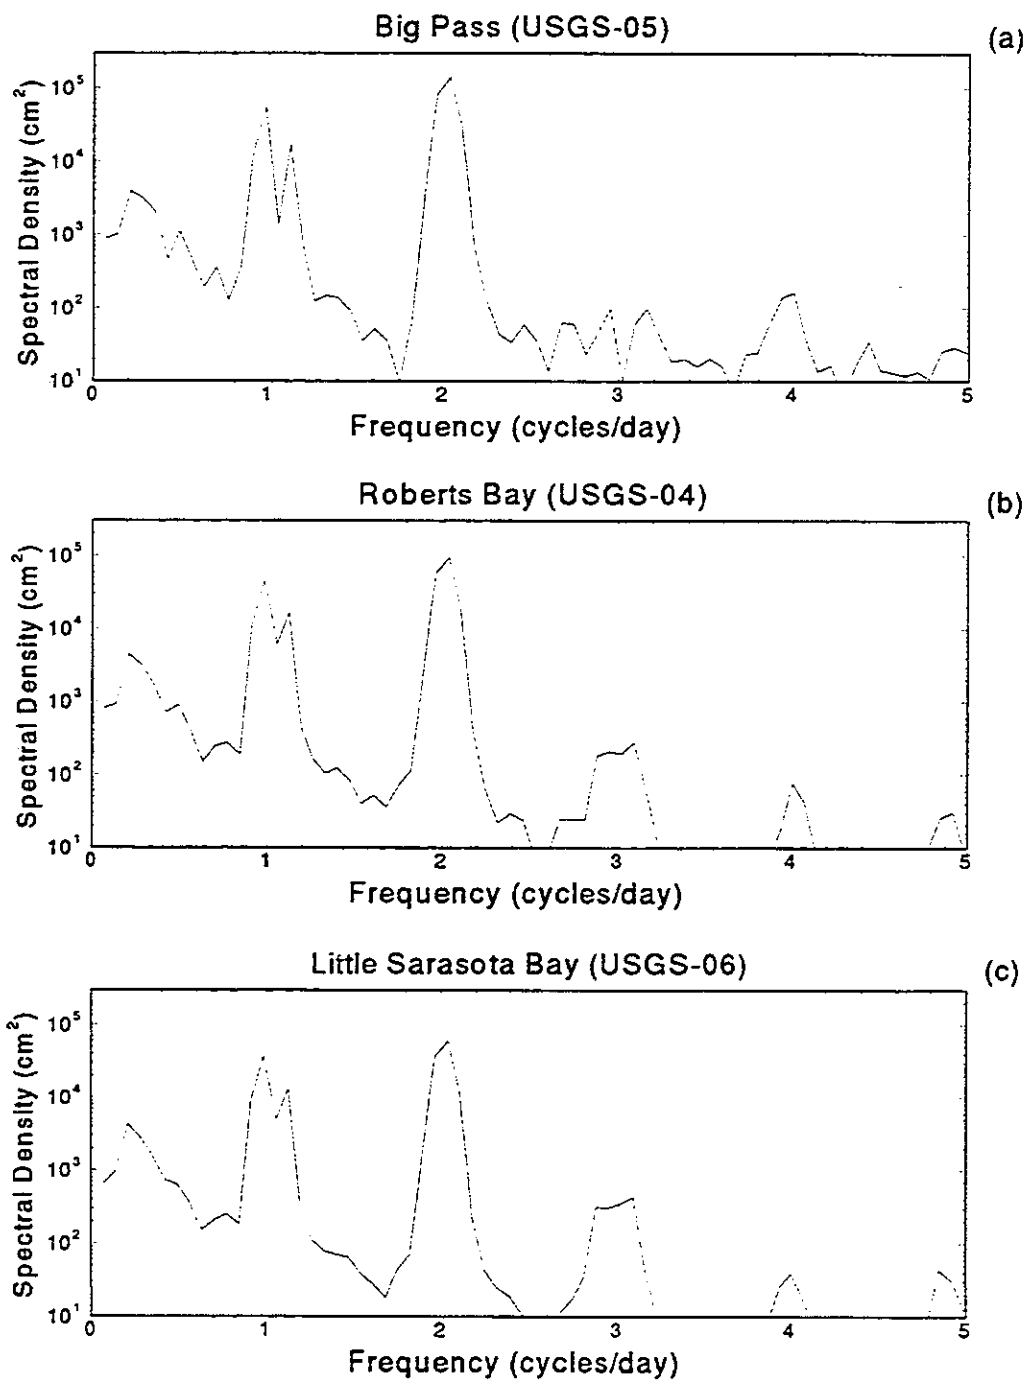 Big Pass (USGS-05)
(a)
Spectral Density (cm²)
10⁵
10⁴
10³
10²
10¹
0 1 2 3 4 5
Frequency (cycles/day)
Roberts Bay (USGS-04)
(b)
Spectral Density (cm²)
10⁵
10⁴
10³
10²
10¹
0 1 2 3 4 5
Frequency (cycles/day)
Little Sarasota Bay (USGS-06)
(c)
Spectral Density (cm²)
10⁵
10⁴
10³
10²
10¹
0 1 2 3 4 5
Frequency (cycles/day)